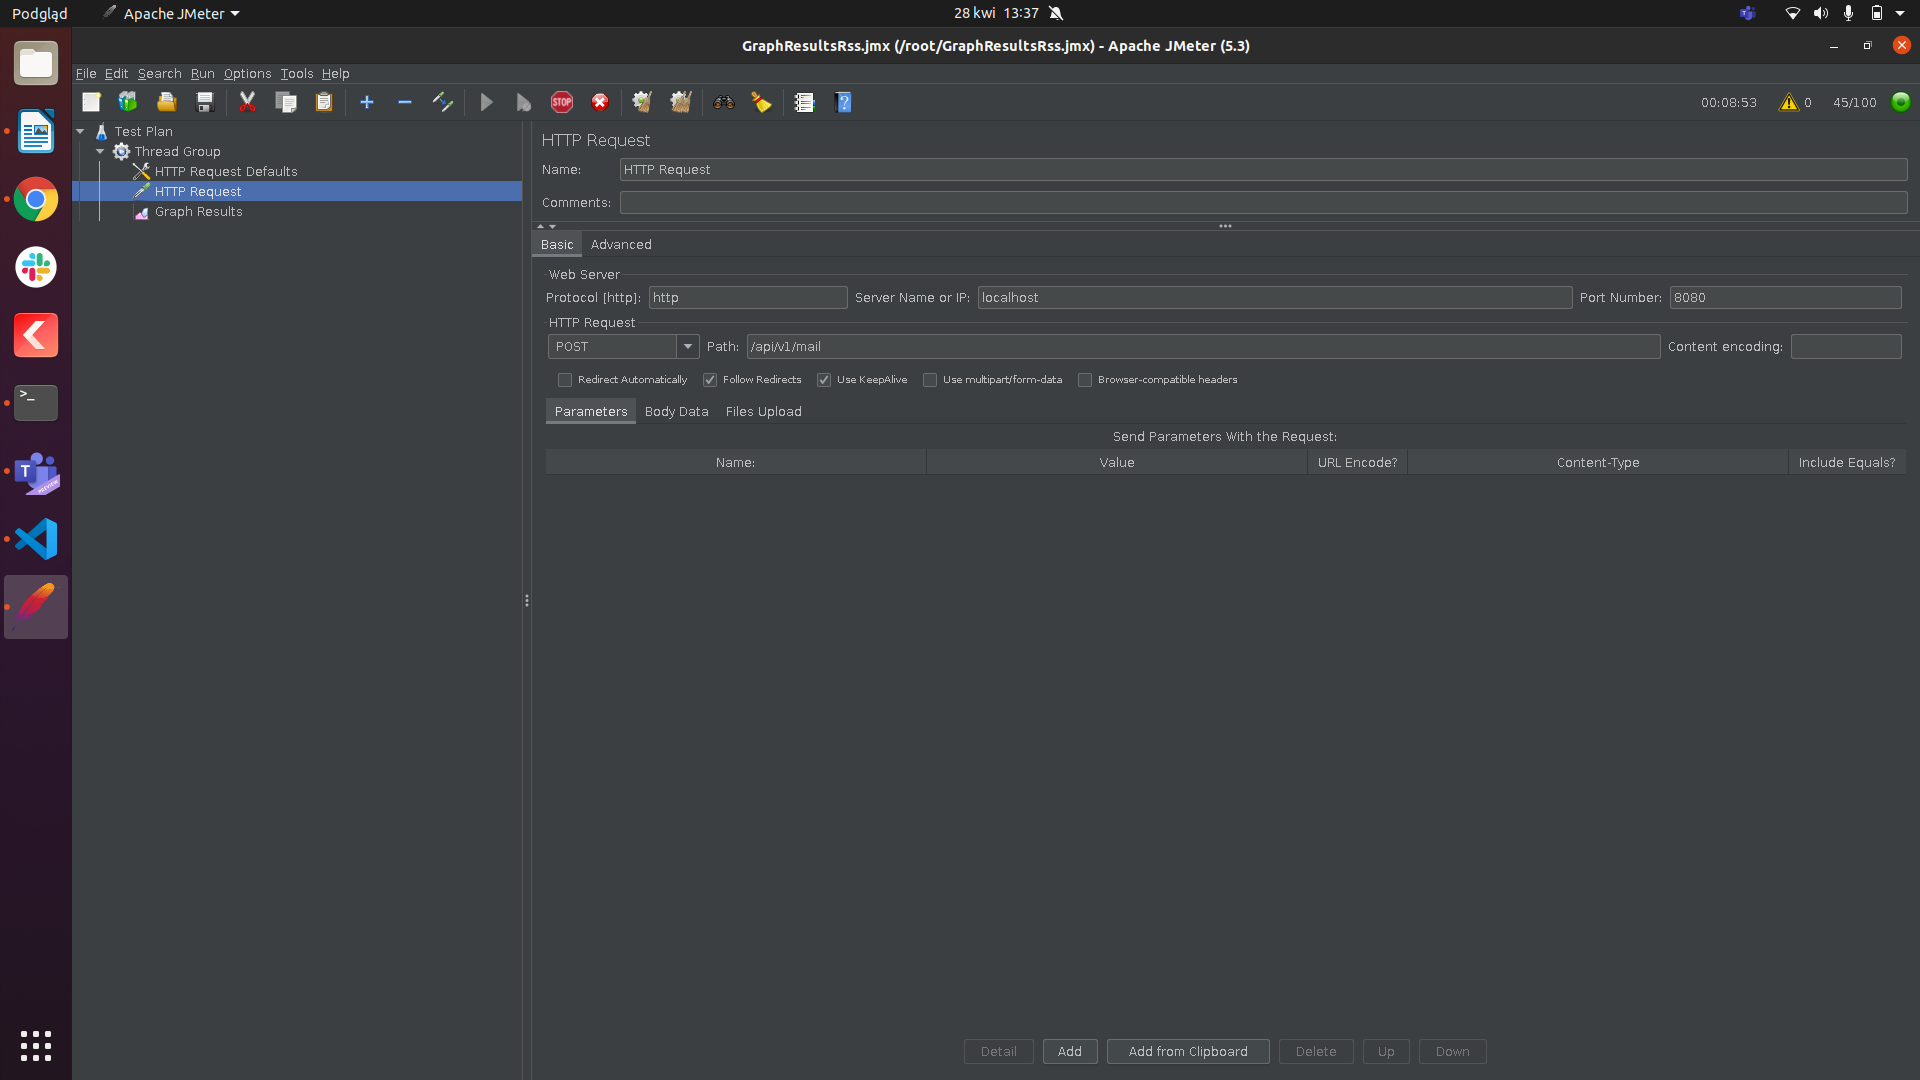 Podgląd
Apache JMeter
28 kwi 13:37
GraphResultsRss.jmx (/root/GraphResultsRss.jmx) - Apache JMeter (5.3)
File Edit Search Run Options Tools Help
STOP
00:08:53
0
45/100
Test Plan
Thread Group
HTTP Request Defaults
HTTP Request
Graph Results
HTTP Request
Name: HTTP Request
Comments:
Basic Advanced
Web Server
Protocol [http]: http Server Name or IP: localhost Port Number: 8080
HTTP Request
POST Path: /api/v1/mail Content encoding:
Redirect Automatically Follow Redirects Use KeepAlive Use multipart/form-data Browser-compatible headers
Parameters Body Data Files Upload
Send Parameters With the Request:
Name: Value URL Encode? Content-Type Include Equals?
Detail Add Add from Clipboard Delete Up Down